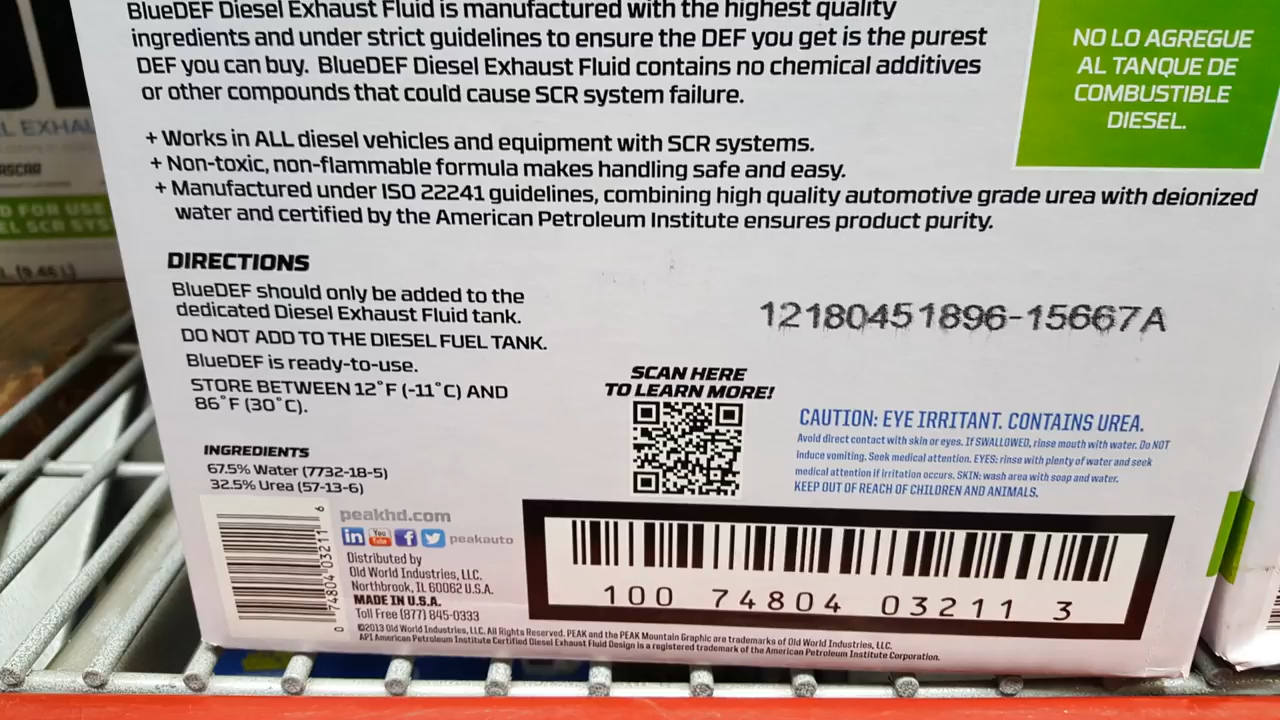 BlueDEF Diesel Exhaust Fluid is manufactured with the highest quality
ingredients and under strict guidelines to ensure the DEF you get is the purest
DEF you can buy. BlueDEF Diesel Exhaust Fluid contains no chemical additives
or other compounds that could cause SCR system failure.
NO LO AGREGUE
AL TANQUE DE
COMBUSTIBLE
DIESEL.
+ Works in ALL diesel vehicles and equipment with SCR systems.
+ Non-toxic, non-flammable formula makes handling safe and easy.
+ Manufactured under ISO 22241 guidelines, combining high quality automotive grade urea with deionized
water and certified by the American Petroleum Institute ensures product purity.
DIRECTIONS
BlueDEF should only be added to the
dedicated Diesel Exhaust Fluid tank.
DO NOT ADD TO THE DIESEL FUEL TANK.
BlueDEF is ready-to-use.
STORE BETWEEN 12°F (-11°C) AND
86°F (30°C).
INGREDIENTS
67.5% Water (7732-18-5)
32.5% Urea (57-13-6)
12180451896-15667A
SCAN HERE
TO LEARN MORE!
CAUTION: EYE IRRITANT. CONTAINS UREA.
Avoid direct contact with skin or eyes. If SWALLOWED, rinse mouth with water. Do NOT
induce vomiting. Seek medical attention. EYES: rinse with plenty of water and seek
medical attention if irritation occurs. SKIN: wash area with soap and water.
KEEP OUT OF REACH OF CHILDREN AND ANIMALS.
0 74804 03211 6
peakhd.com
in You Tube f peakauto
Distributed by
Old World Industries, LLC.
Northbrook, IL 60062 U.S.A.
MADE IN U.S.A.
Toll Free (877) 845-0333
©2013 Old World Industries, LLC. All Rights Reserved. PEAK and the PEAK Mountain Graphic are trademarks of Old World Industries, LLC.
API American Petroleum Institute Certified Diesel Exhaust Fluid Design is a registered trademark of the American Petroleum Institute Corporation.
100 74804 03211 3
L EXHAU
D FOR USE
EL SCR SYS
L (9.46 L)